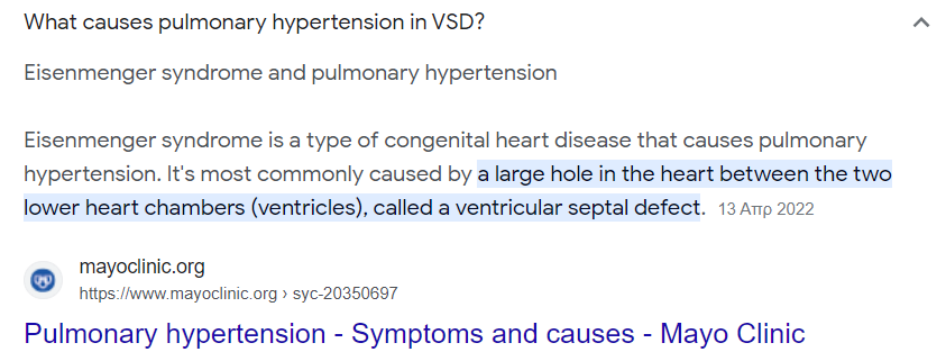 What causes pulmonary hypertension in VSD?
Eisenmenger syndrome and pulmonary hypertension
Eisenmenger syndrome is a type of congenital heart disease that causes pulmonary
hypertension. It's most commonly caused by a large hole in the heart between the two
lower heart chambers (ventricles), called a ventricular septal defect. 13 Απρ 2022
mayoclinic.org
https://www.mayoclinic.org › syc-20350697
Pulmonary hypertension - Symptoms and causes - Mayo Clinic